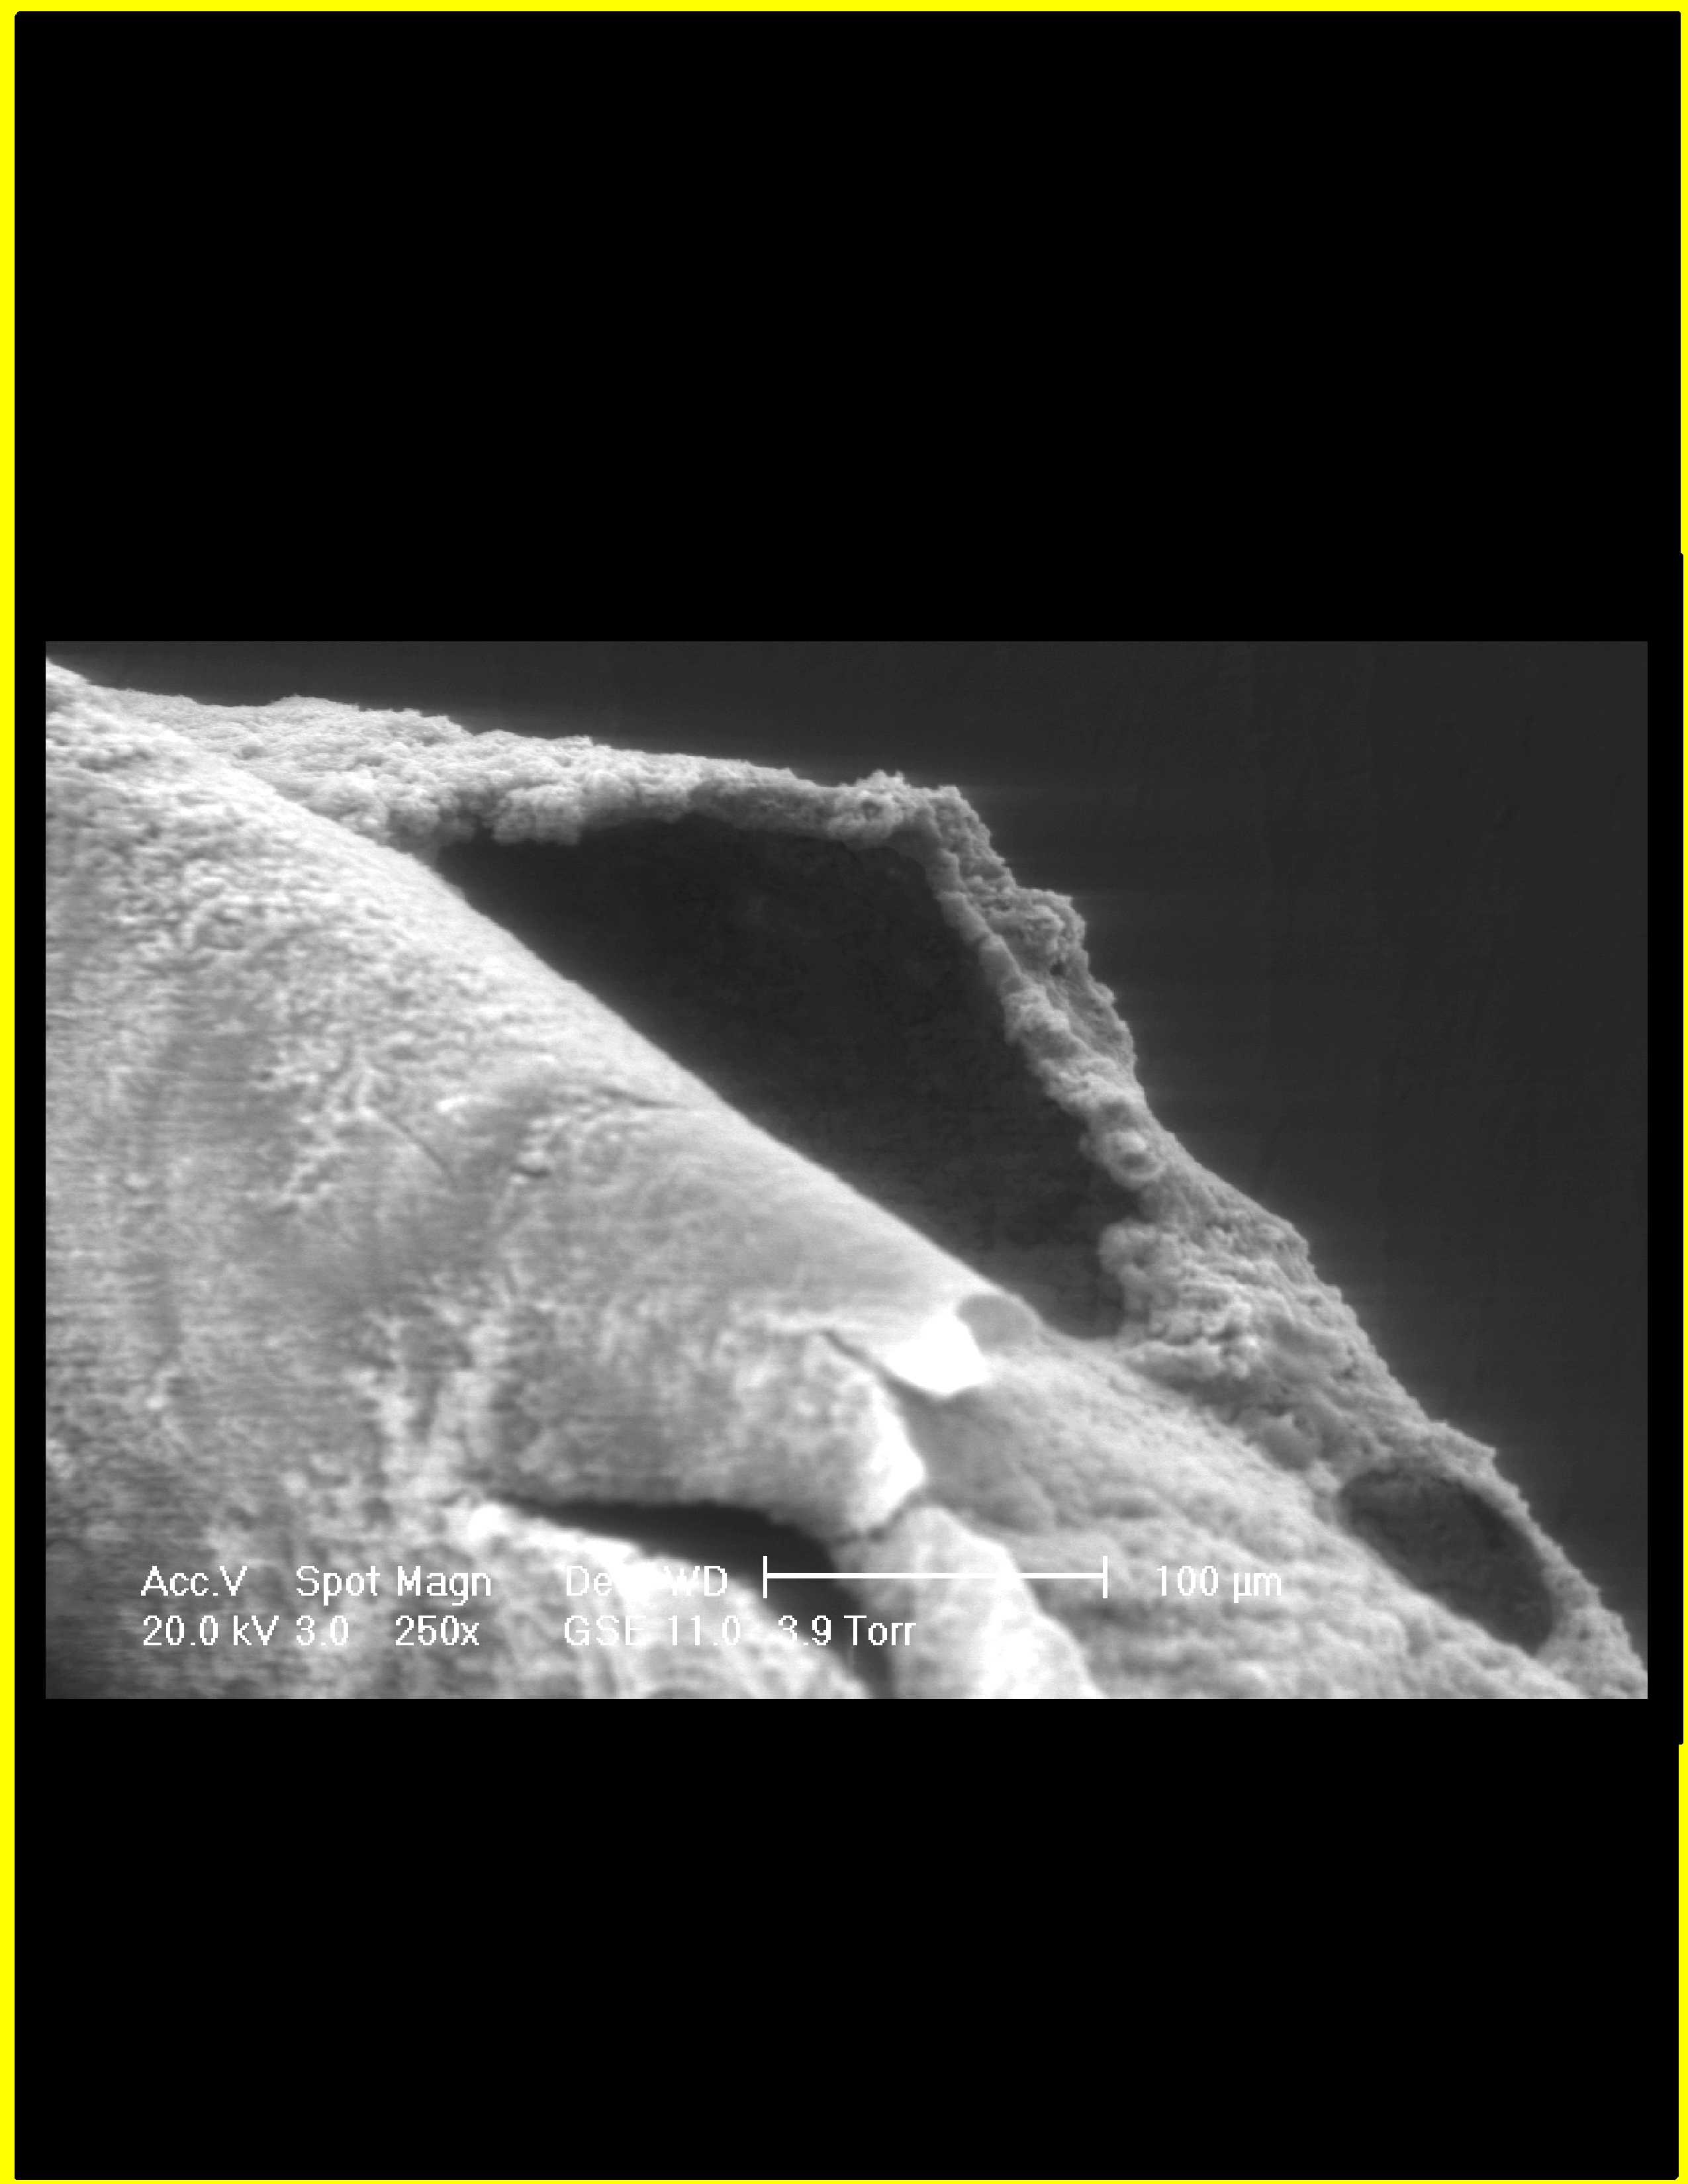 Acc.V Spot Magn De WD 100 µm
20.0 kV 3.0 250x GSE 11.0 3.9 Torr